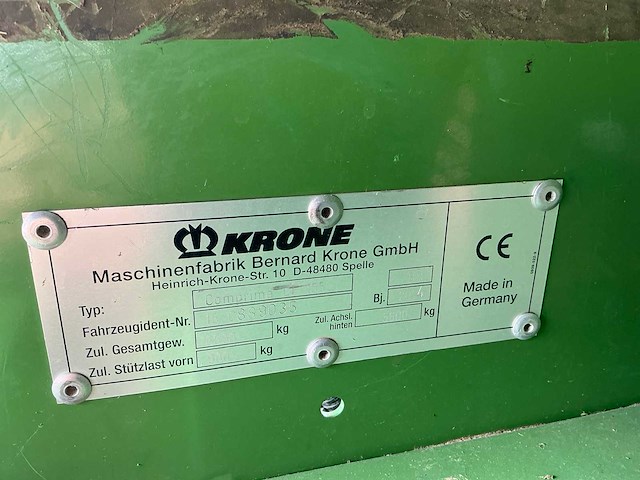 KRONE
Maschinenfabrik Bernard Krone GmbH
Heinrich-Krone-Str. 10 D-48480 Spelle
Typ: Comprima
Fahrzeugident-Nr. Bj.
Zul. Gesamtgew. kg Zul. Achsl. hinten kg
Zul. Stützlast vorn kg
CE
Made in
Germany